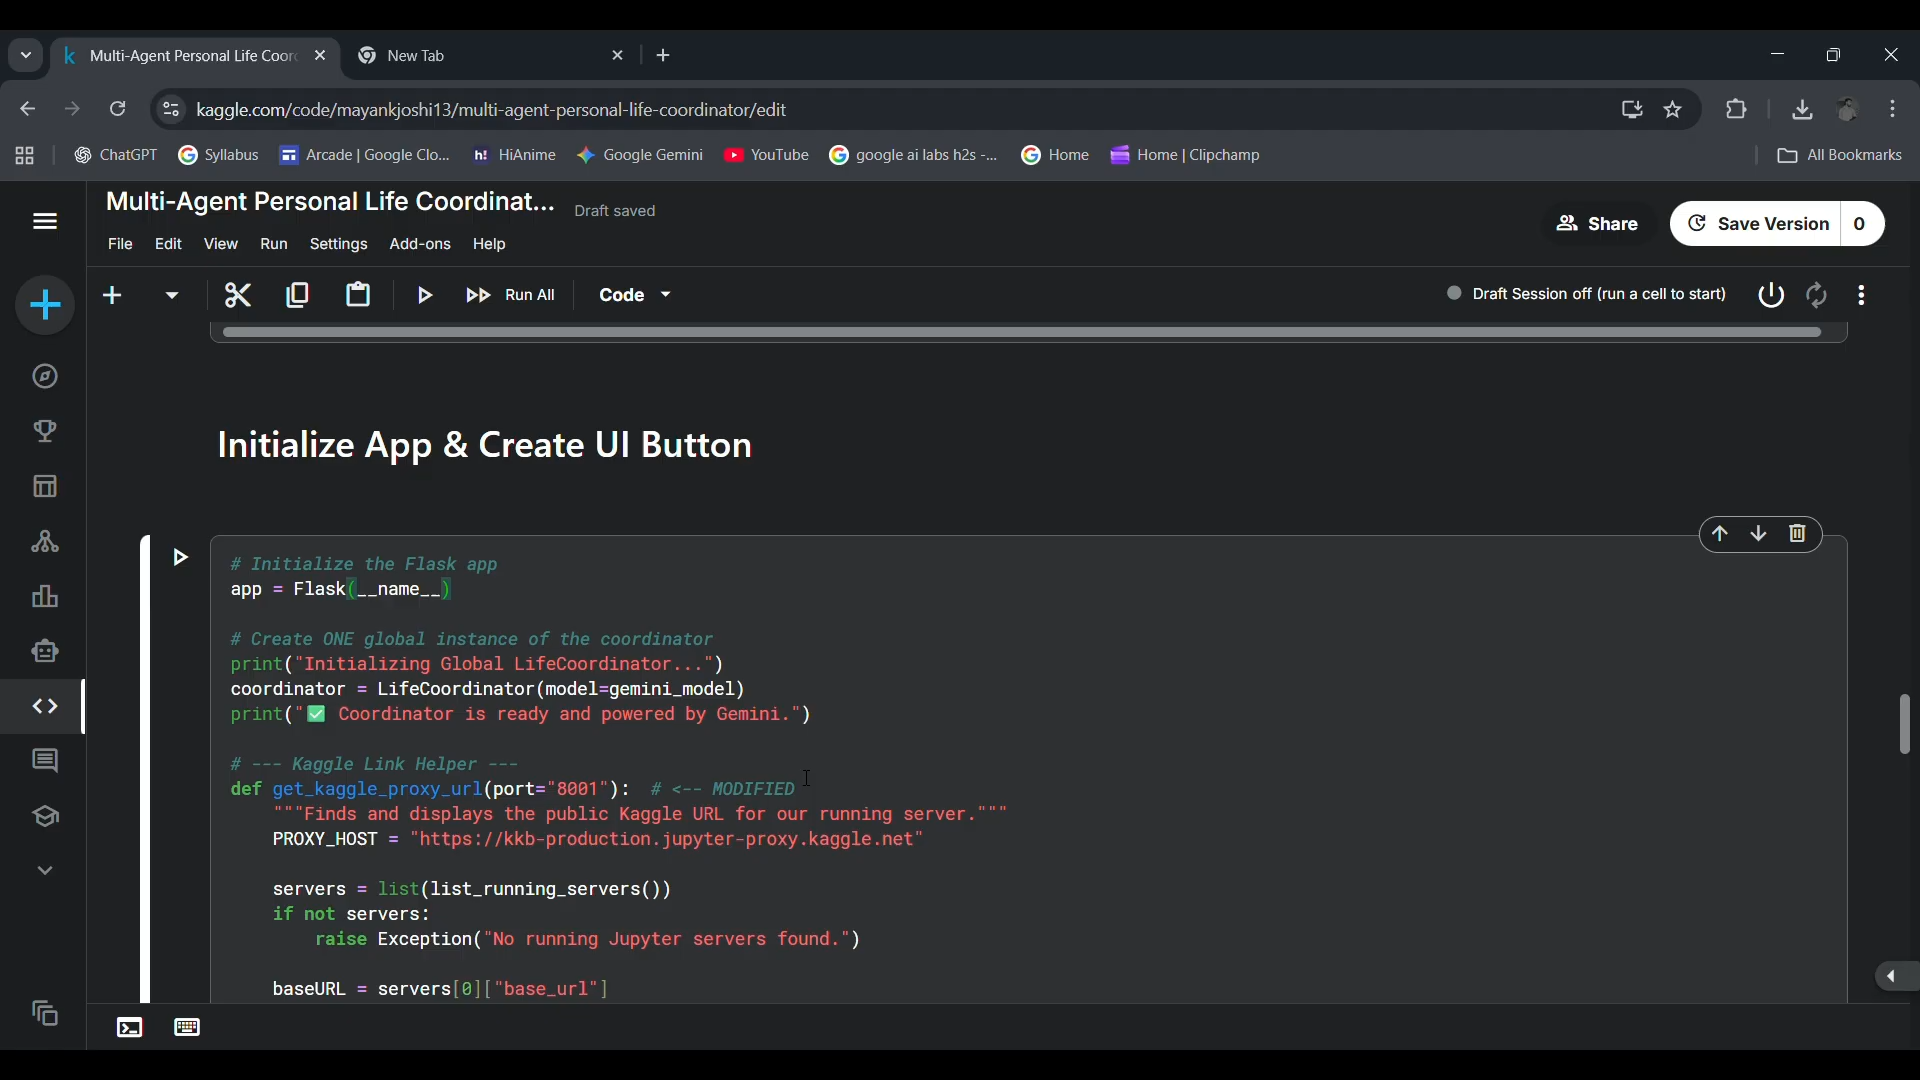 Multi-Agent Personal Life Coor
New Tab
kaggle.com/code/mayankjoshi13/multi-agent-personal-life-coordinator/edit
ChatGPT
Syllabus
Arcade | Google Clo...
HiAnime
Google Gemini
YouTube
google ai labs h2s -...
Home
Home | Clipchamp
All Bookmarks
Multi-Agent Personal Life Coordinat...
Draft saved
File Edit View Run Settings Add-ons Help
Share
Save Version
0
Run All
Code
Draft Session off (run a cell to start)
Initialize App & Create UI Button
# Initialize the Flask app
app = Flask(__name__)
# Create ONE global instance of the coordinator
print("Initializing Global LifeCoordinator...")
coordinator = LifeCoordinator(model=gemini_model)
print("✅ Coordinator is ready and powered by Gemini.")
# --- Kaggle Link Helper ---
def get_kaggle_proxy_url(port="8001"):  # <-- MODIFIED
"""Finds and displays the public Kaggle URL for our running server."""
PROXY_HOST = "https://kkb-production.jupyter-proxy.kaggle.net"
servers = list(list_running_servers())
if not servers:
raise Exception("No running Jupyter servers found.")
baseURL = servers[0]["base_url"]